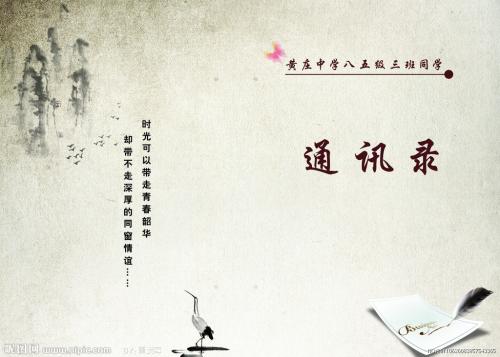 黄庄中学八五级三班同学
通讯录
时光可以带走青春韶华
却带不走深厚的同窗情谊……
昵图网
www.nipic.com